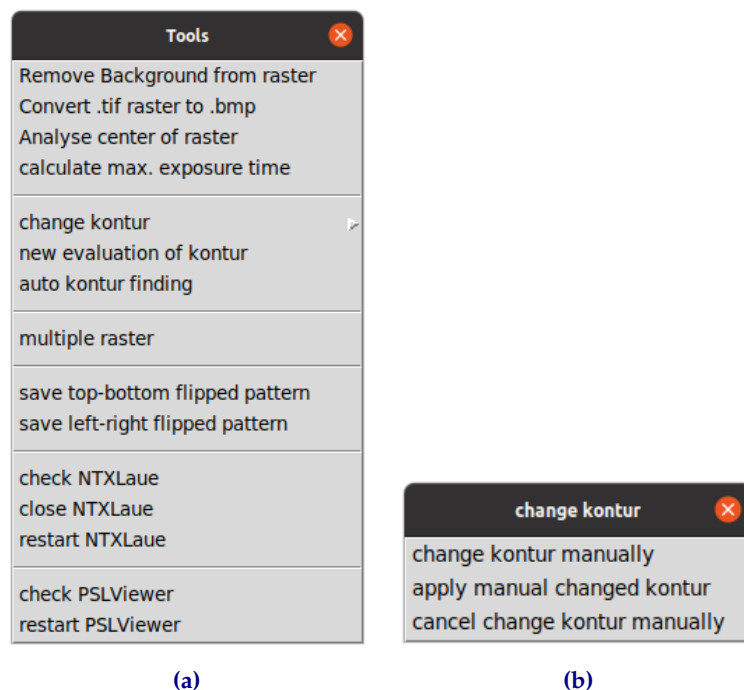 Tools
Remove Background from raster
Convert .tif raster to .bmp
Analyse center of raster
calculate max. exposure time
change kontur
new evaluation of kontur
auto kontur finding
multiple raster
save top-bottom flipped pattern
save left-right flipped pattern
check NTXLaue
close NTXLaue
restart NTXLaue
check PSLViewer
restart PSLViewer
(a)
change kontur
change kontur manually
apply manual changed kontur
cancel change kontur manually
(b)